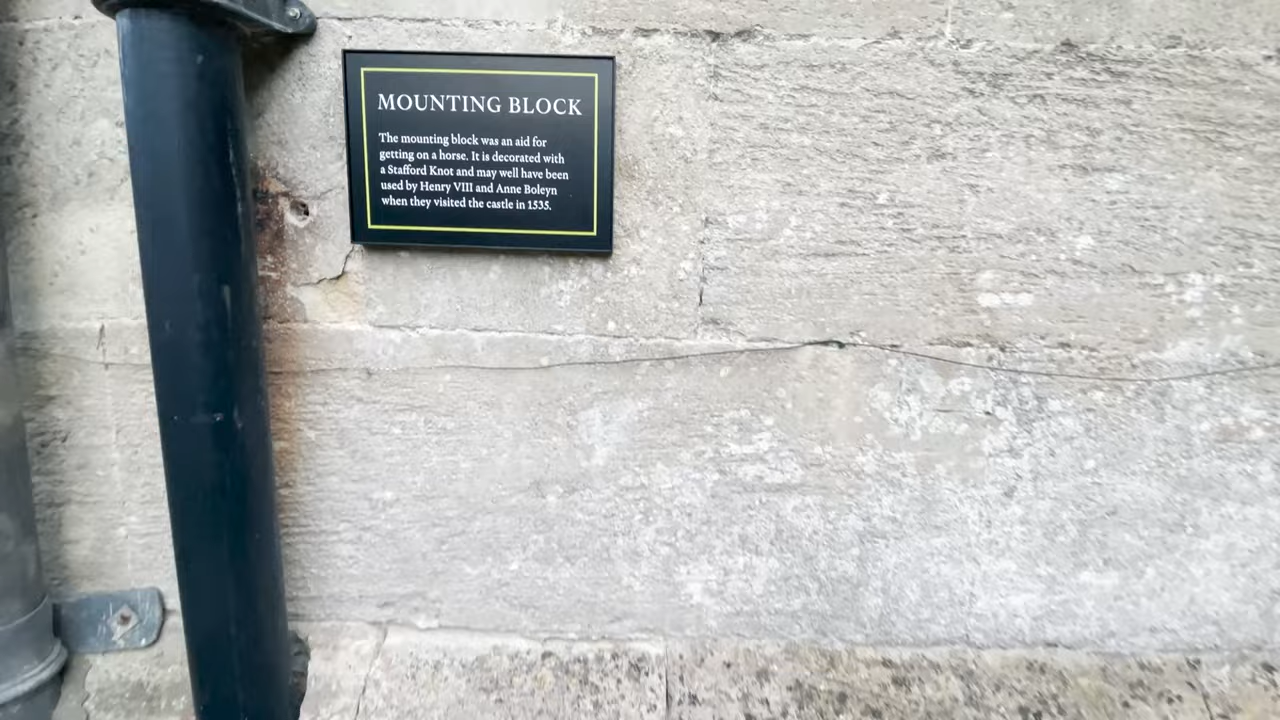 MOUNTING BLOCK
The mounting block was an aid for
getting on a horse. It is decorated with
a Stafford Knot and may well have been
used by Henry VIII and Anne Boleyn
when they visited the castle in 1535.